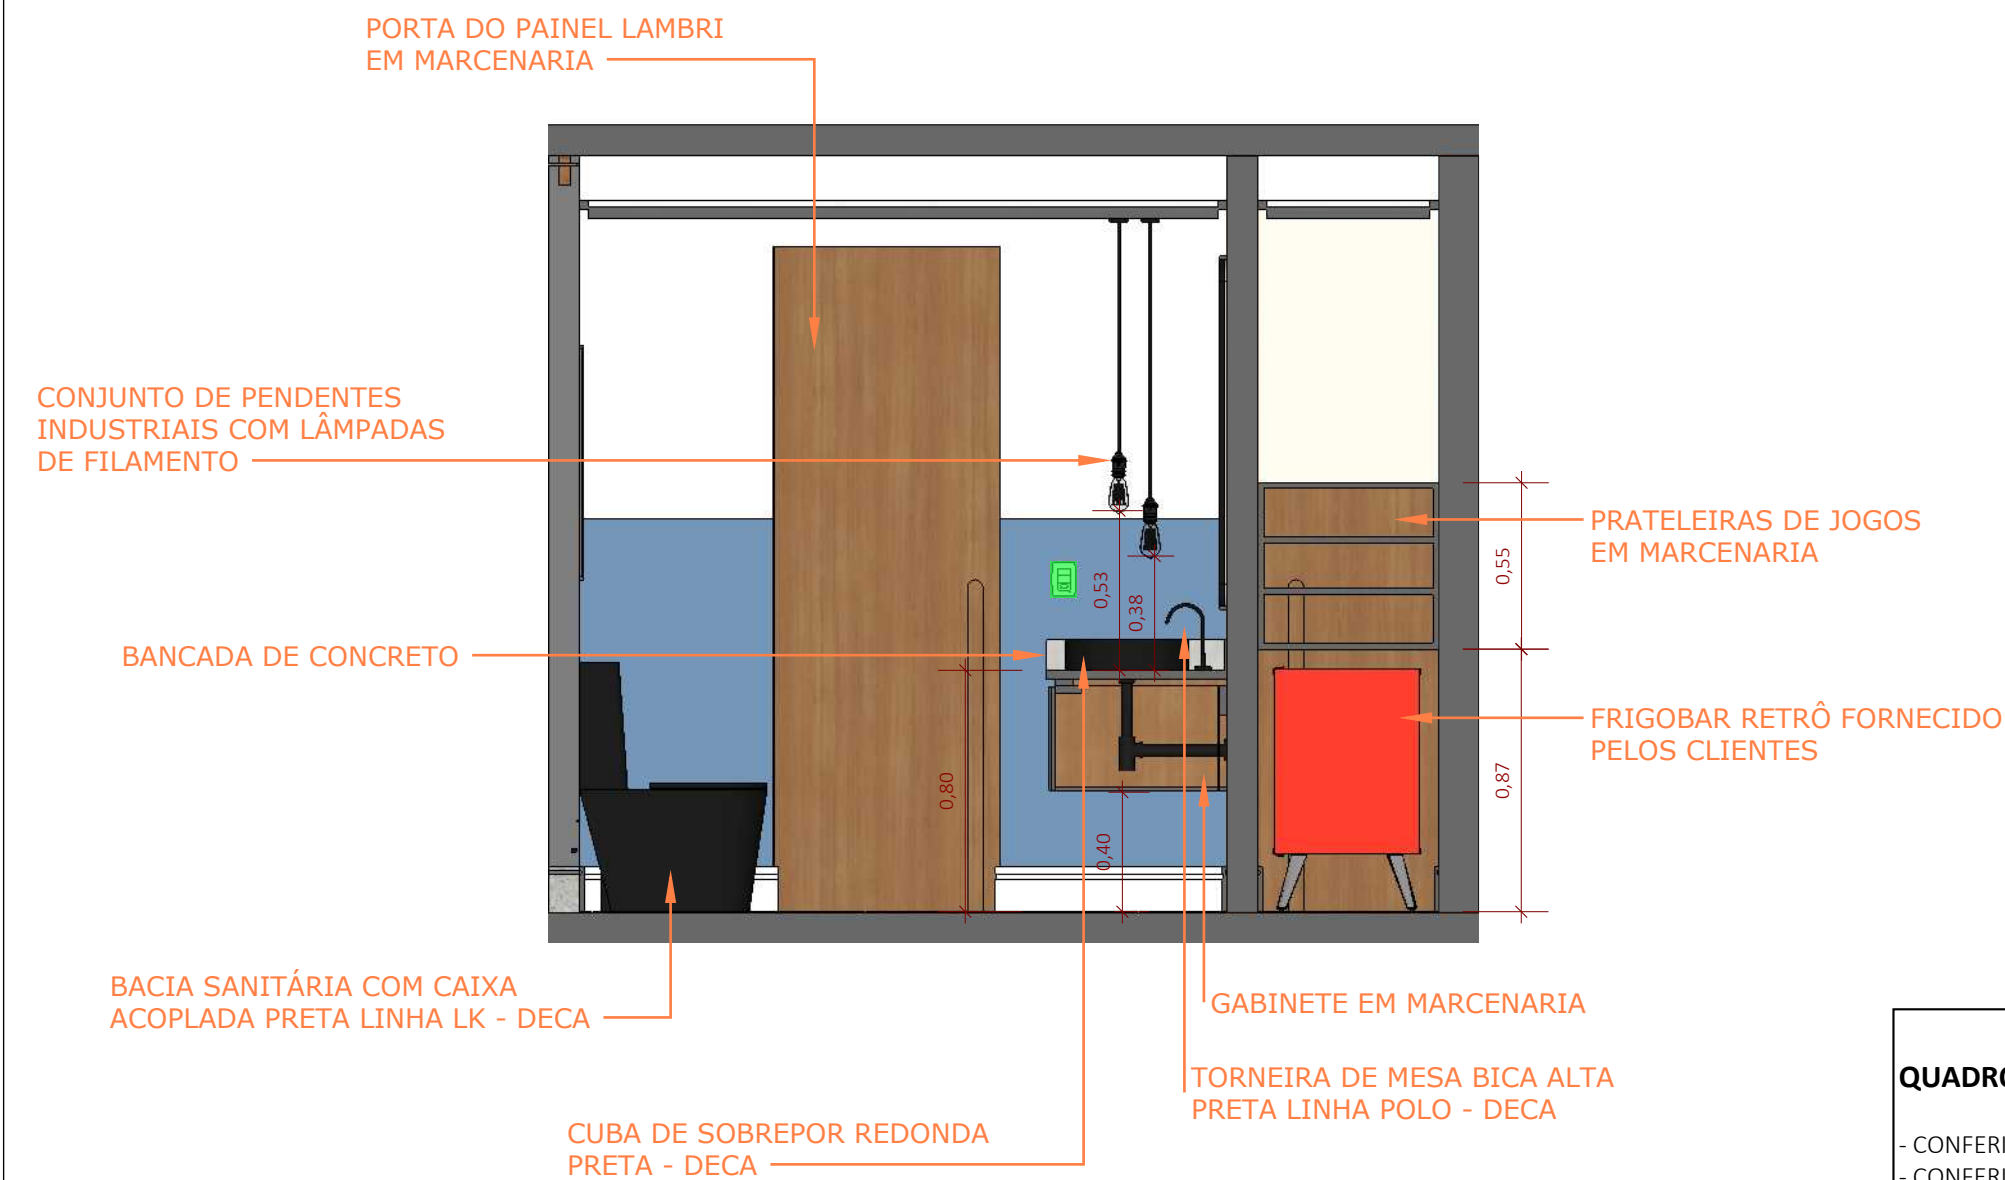 PORTA DO PAINEL LAMBRI
EM MARCENARIA
CONJUNTO DE PENDENTES
INDUSTRIAIS COM LÂMPADAS
DE FILAMENTO
BANCADA DE CONCRETO
BACIA SANITÁRIA COM CAIXA
ACOPLADA PRETA LINHA LK - DECA
CUBA DE SOBREPOR REDONDA
PRETA - DECA
0,53
0,38
0,80
0,40
0,55
0,87
PRATELEIRAS DE JOGOS
EM MARCENARIA
FRIGOBAR RETRÔ FORNECIDO
PELOS CLIENTES
GABINETE EM MARCENARIA
TORNEIRA DE MESA BICA ALTA
PRETA LINHA POLO - DECA
QUADRO
- CONFERI
- CONFERI